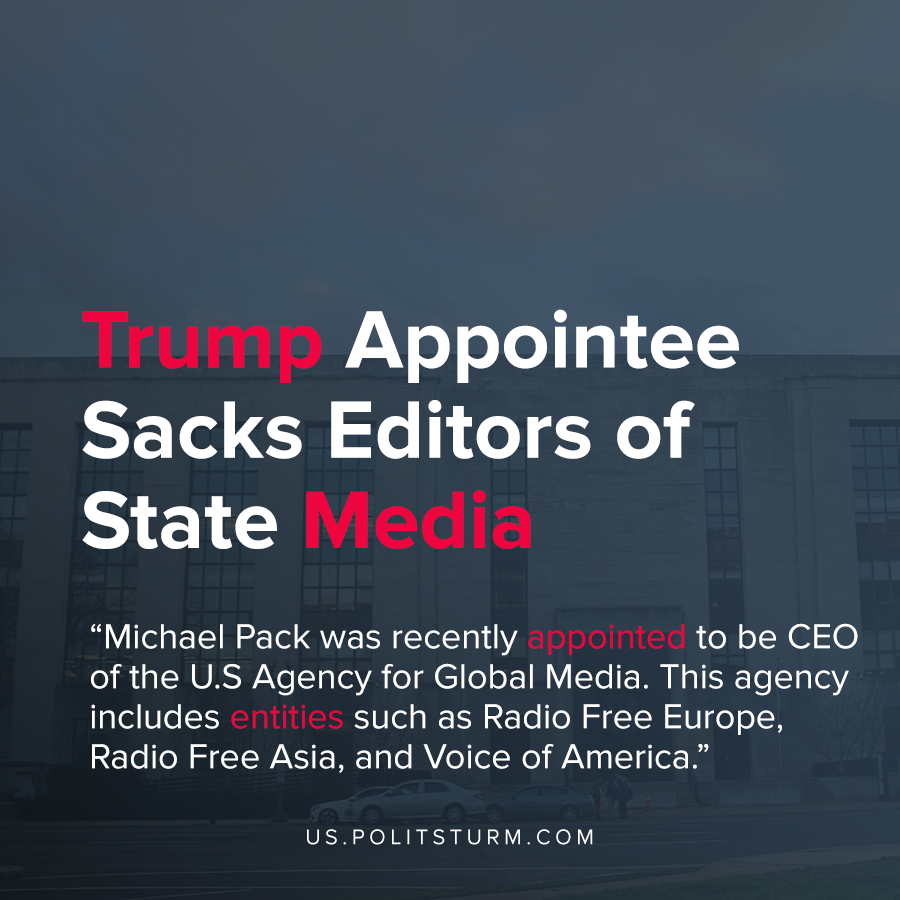 Trump Appointee
Sacks Editors of
State Media
“Michael Pack was recently appointed to be CEO
of the U.S Agency for Global Media. This agency
includes entities such as Radio Free Europe,
Radio Free Asia, and Voice of America.”
US.POLITSTURM.COM